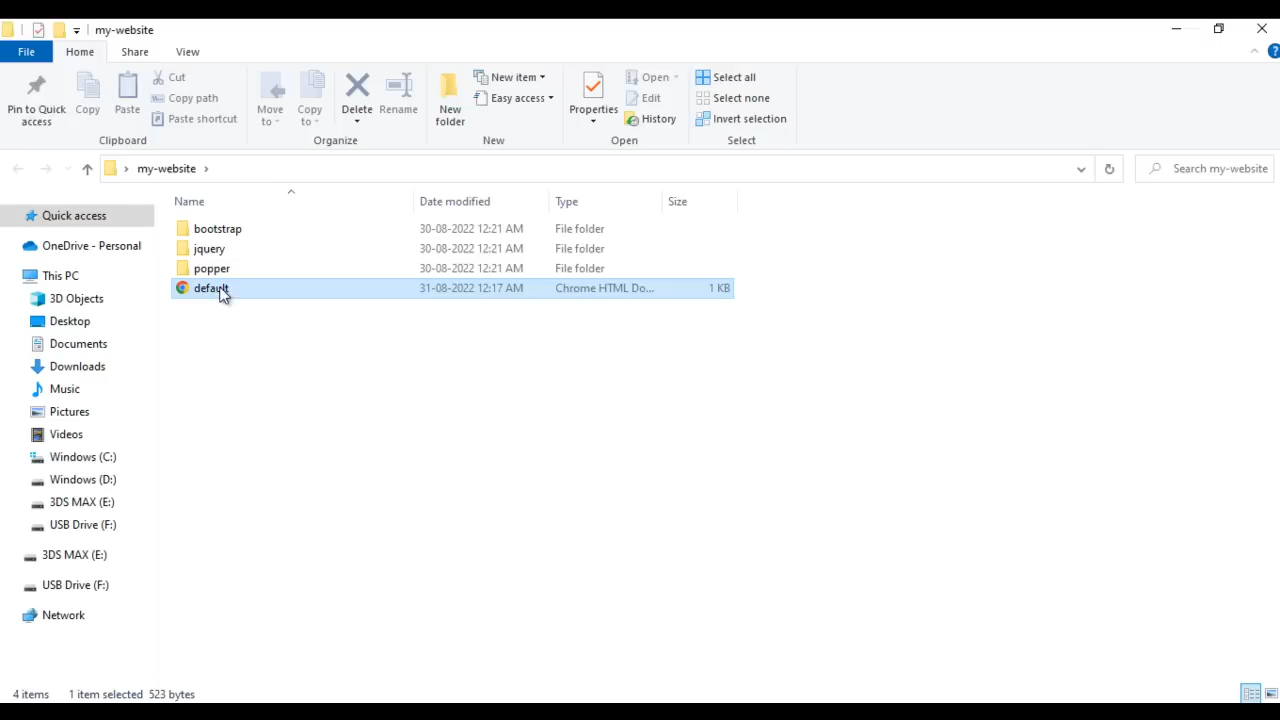 my-website
File Home Share View
Pin to Quick access
Copy
Paste
Cut
Copy path
Paste shortcut
Clipboard
Move to
Copy to
Delete
Rename
Organize
New folder
New item
Easy access
New
Properties
Open
Edit
History
Open
Select all
Select none
Invert selection
Select
my-website
Search my-website
Name Date modified Type Size
bootstrap 30-08-2022 12:21 AM File folder
jquery 30-08-2022 12:21 AM File folder
popper 30-08-2022 12:21 AM File folder
default 31-08-2022 12:17 AM Chrome HTML Do... 1 KB
Quick access
OneDrive - Personal
This PC
3D Objects
Desktop
Documents
Downloads
Music
Pictures
Videos
Windows (C:)
Windows (D:)
3DS MAX (E:)
USB Drive (F:)
3DS MAX (E:)
USB Drive (F:)
Network
4 items 1 item selected 523 bytes